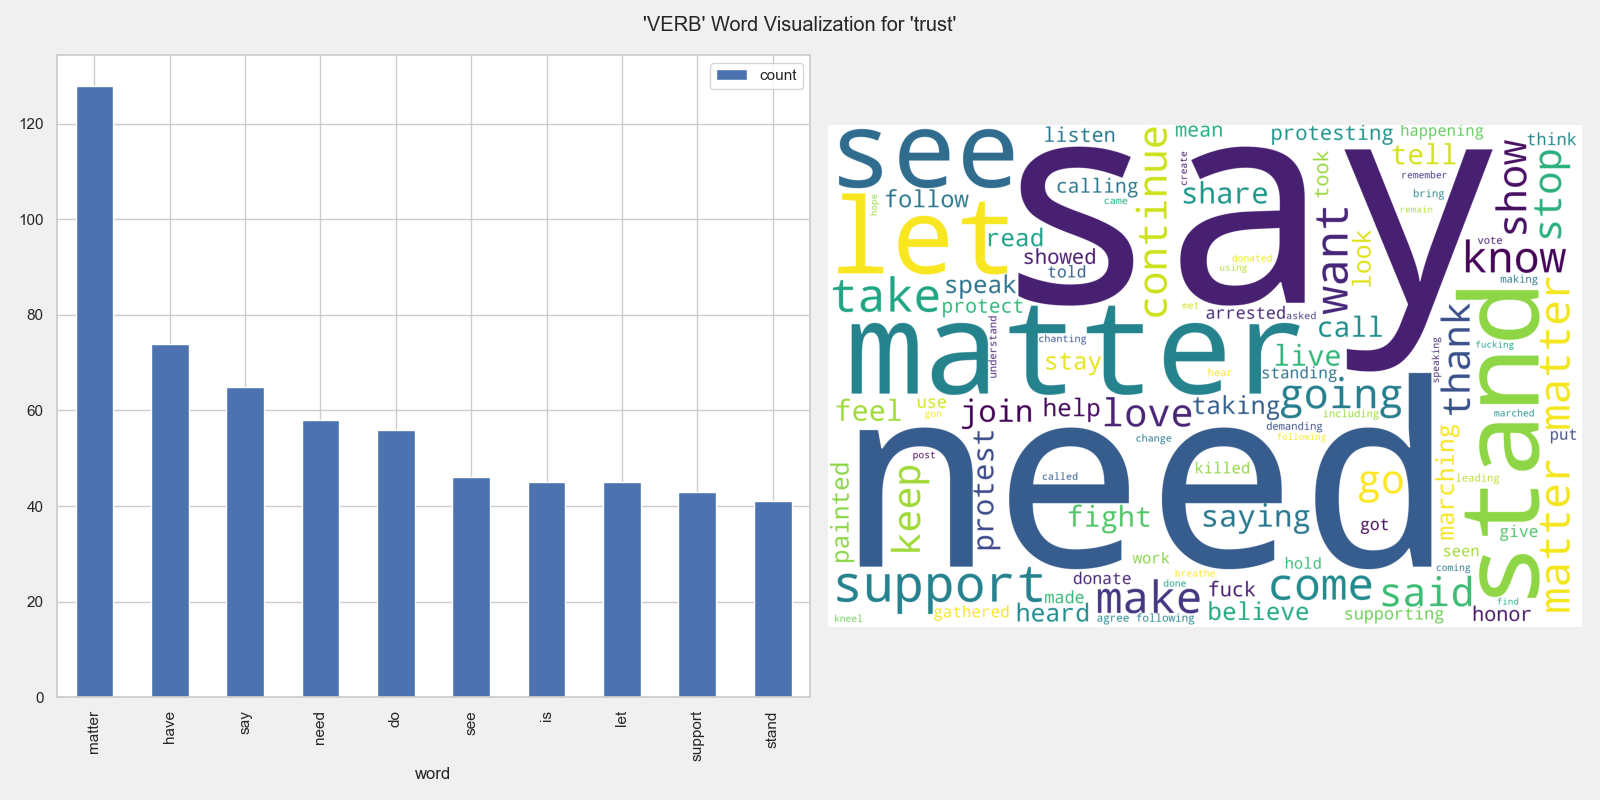 'VERB' Word Visualization for 'trust'
count
120
100
80
60
40
20
0
matter
have
say
need
do
see
is
let
support
stand
word
see
listen
continue
mean
create
protesting
happening
think
say
took
tell
show
stop
calling
remember
follow
hope
came
share
bring
remain
let
want
look
read
showed
told
donated
using
vote
know
take
speak
protect
met
arrested
asked
making
matter
understand
chanting
call
stand
matter matter
thank
fucking
speaking
stay
hear
live
standing
going
feel
use
gon
join
help
love
taking
including
marched
demanding
following
change
put
need
painted
keep
post
protest
called
killed
go
marching
leading
fight
saying
got
give
work
seen
support
donate
breathe
done
hold
come
coming
made
make
fuck
said
find
kneel
gathered
heard
agree following
believe
supporting
honor